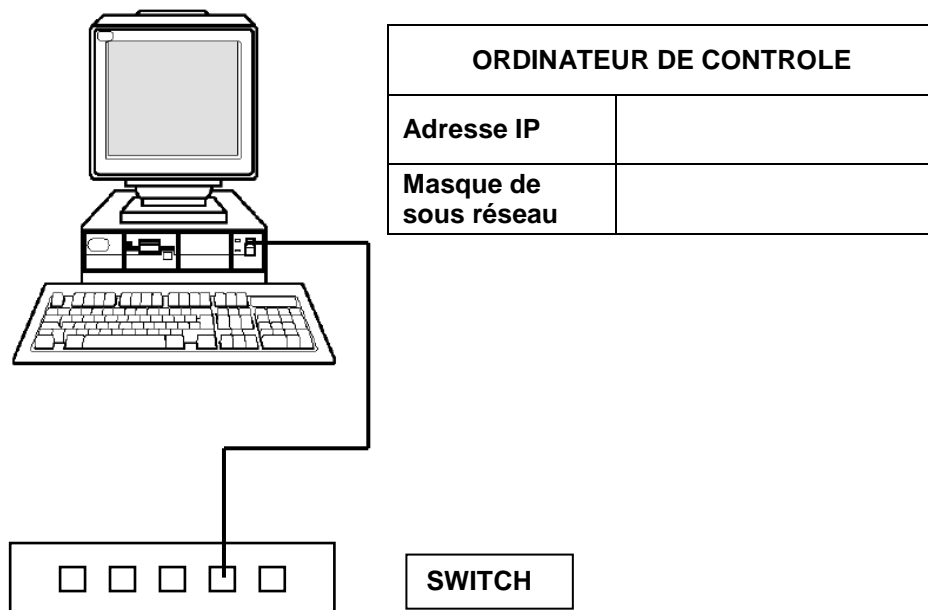 ORDINATEUR DE CONTROLE
Adresse IP
Masque de
sous réseau
SWITCH